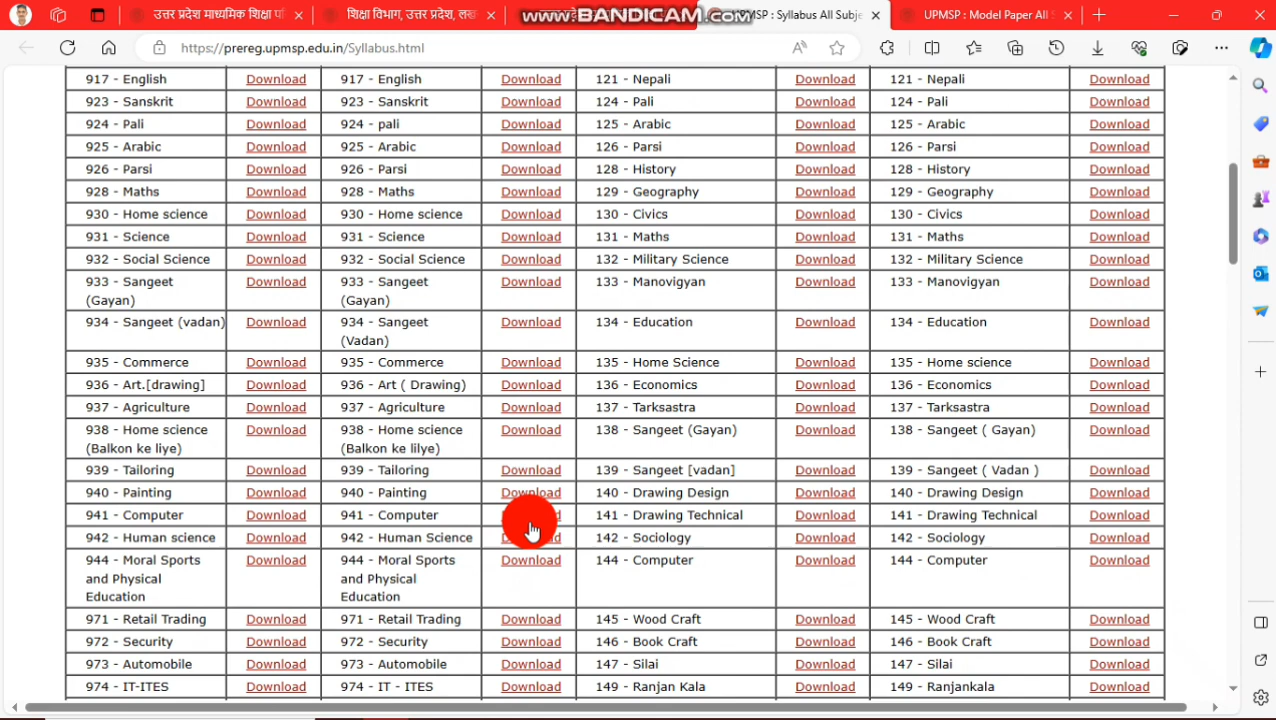 उत्तर प्रदेश माध्यमिक शिक्षा परि
शिक्षा विभाग, उत्तर प्रदेश, लख
www.BANDICAM.com
UPMSP : Syllabus All Subje
UPMSP : Model Paper All S
https://prereg.upmsp.edu.in/Syllabus.html
917 - English Download 917 - English Download 121 - Nepali Download 121 - Nepali Download
923 - Sanskrit Download 923 - Sanskrit Download 124 - Pali Download 124 - Pali Download
924 - Pali Download 924 - pali Download 125 - Arabic Download 125 - Arabic Download
925 - Arabic Download 925 - Arabic Download 126 - Parsi Download 126 - Parsi Download
926 - Parsi Download 926 - Parsi Download 128 - History Download 128 - History Download
928 - Maths Download 928 - Maths Download 129 - Geography Download 129 - Geography Download
930 - Home science Download 930 - Home science Download 130 - Civics Download 130 - Civics Download
931 - Science Download 931 - Science Download 131 - Maths Download 131 - Maths Download
932 - Social Science Download 932 - Social Science Download 132 - Military Science Download 132 - Military Science Download
933 - Sangeet Download 933 - Sangeet Download 133 - Manovigyan Download 133 - Manovigyan Download
(Gayan) (Gayan)
934 - Sangeet (vadan) Download 934 - Sangeet Download 134 - Education Download 134 - Education Download
(Vadan)
935 - Commerce Download 935 - Commerce Download 135 - Home Science Download 135 - Home science Download
936 - Art.[drawing] Download 936 - Art ( Drawing) Download 136 - Economics Download 136 - Economics Download
937 - Agriculture Download 937 - Agriculture Download 137 - Tarksastra Download 137 - Tarksastra Download
938 - Home science Download 938 - Home science Download 138 - Sangeet (Gayan) Download 138 - Sangeet ( Gayan) Download
(Balkon ke liye) (Balkon ke lilye)
939 - Tailoring Download 939 - Tailoring Download 139 - Sangeet [vadan] Download 139 - Sangeet ( Vadan ) Download
940 - Painting Download 940 - Painting Download 140 - Drawing Design Download 140 - Drawing Design Download
941 - Computer Download 941 - Computer 141 - Drawing Technical Download 141 - Drawing Technical Download
942 - Human science Download 942 - Human Science 142 - Sociology Download 142 - Sociology Download
944 - Moral Sports Download 944 - Moral Sports Download 144 - Computer Download 144 - Computer Download
and Physical and Physical
Education Education
971 - Retail Trading Download 971 - Retail Trading Download 145 - Wood Craft Download 145 - Wood Craft Download
972 - Security Download 972 - Security Download 146 - Book Craft Download 146 - Book Craft Download
973 - Automobile Download 973 - Automobile Download 147 - Silai Download 147 - Silai Download
974 - IT-ITES Download 974 - IT - ITES Download 149 - Ranjan Kala Download 149 - Ranjankala Download